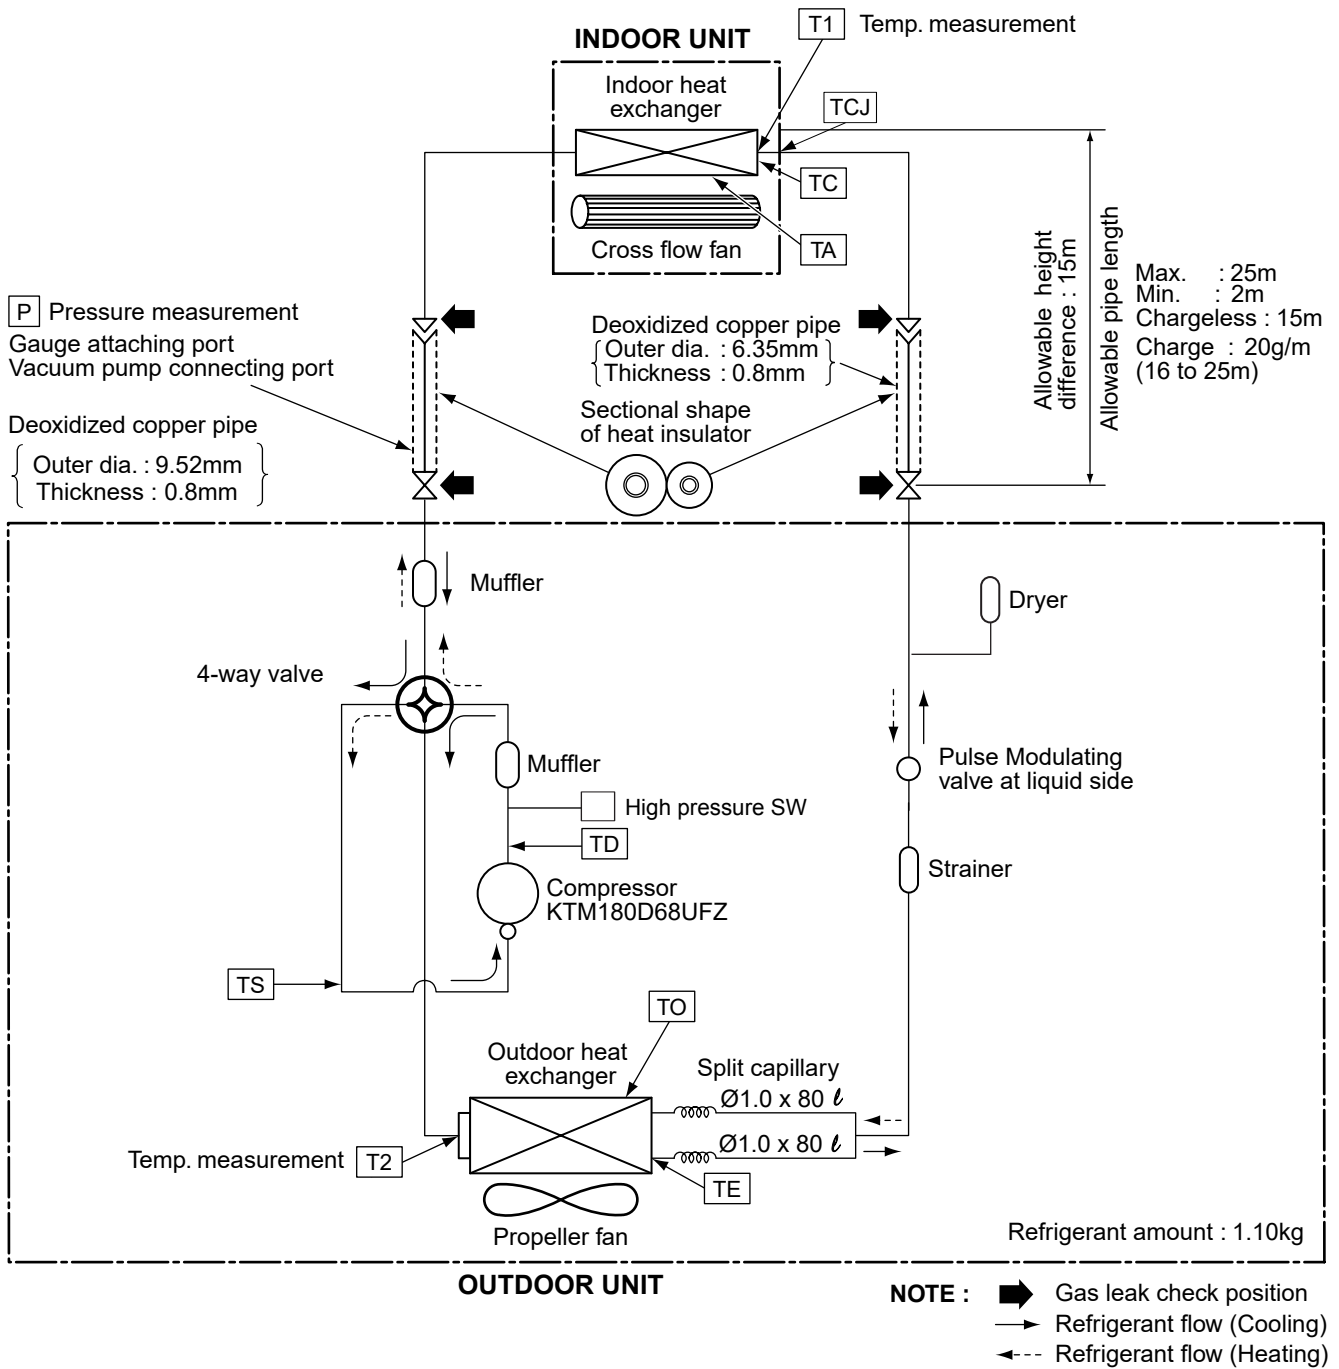 T1 Temp. measurement
INDOOR UNIT
Indoor heat
exchanger
TCJ
TC
Cross flow fan
TA
Allowable height
difference : 15m
Allowable pipe length
Max. : 25m
Min. : 2m
Chargeless : 15m
Charge : 20g/m
(16 to 25m)
P Pressure measurement
Gauge attaching port
Vacuum pump connecting port
Deoxidized copper pipe
Outer dia. : 6.35mm
Thickness : 0.8mm
Sectional shape
of heat insulator
Deoxidized copper pipe
Outer dia. : 9.52mm
Thickness : 0.8mm
Muffler
Dryer
4-way valve
Muffler
Pulse Modulating
valve at liquid side
High pressure SW
TD
Strainer
Compressor
KTM180D68UFZ
TS
TO
Outdoor heat
exchanger
Split capillary
Ø1.0 x 80 ℓ
Ø1.0 x 80 ℓ
Temp. measurement T2
TE
Propeller fan
Refrigerant amount : 1.10kg
OUTDOOR UNIT
NOTE : Gas leak check position
Refrigerant flow (Cooling)
Refrigerant flow (Heating)